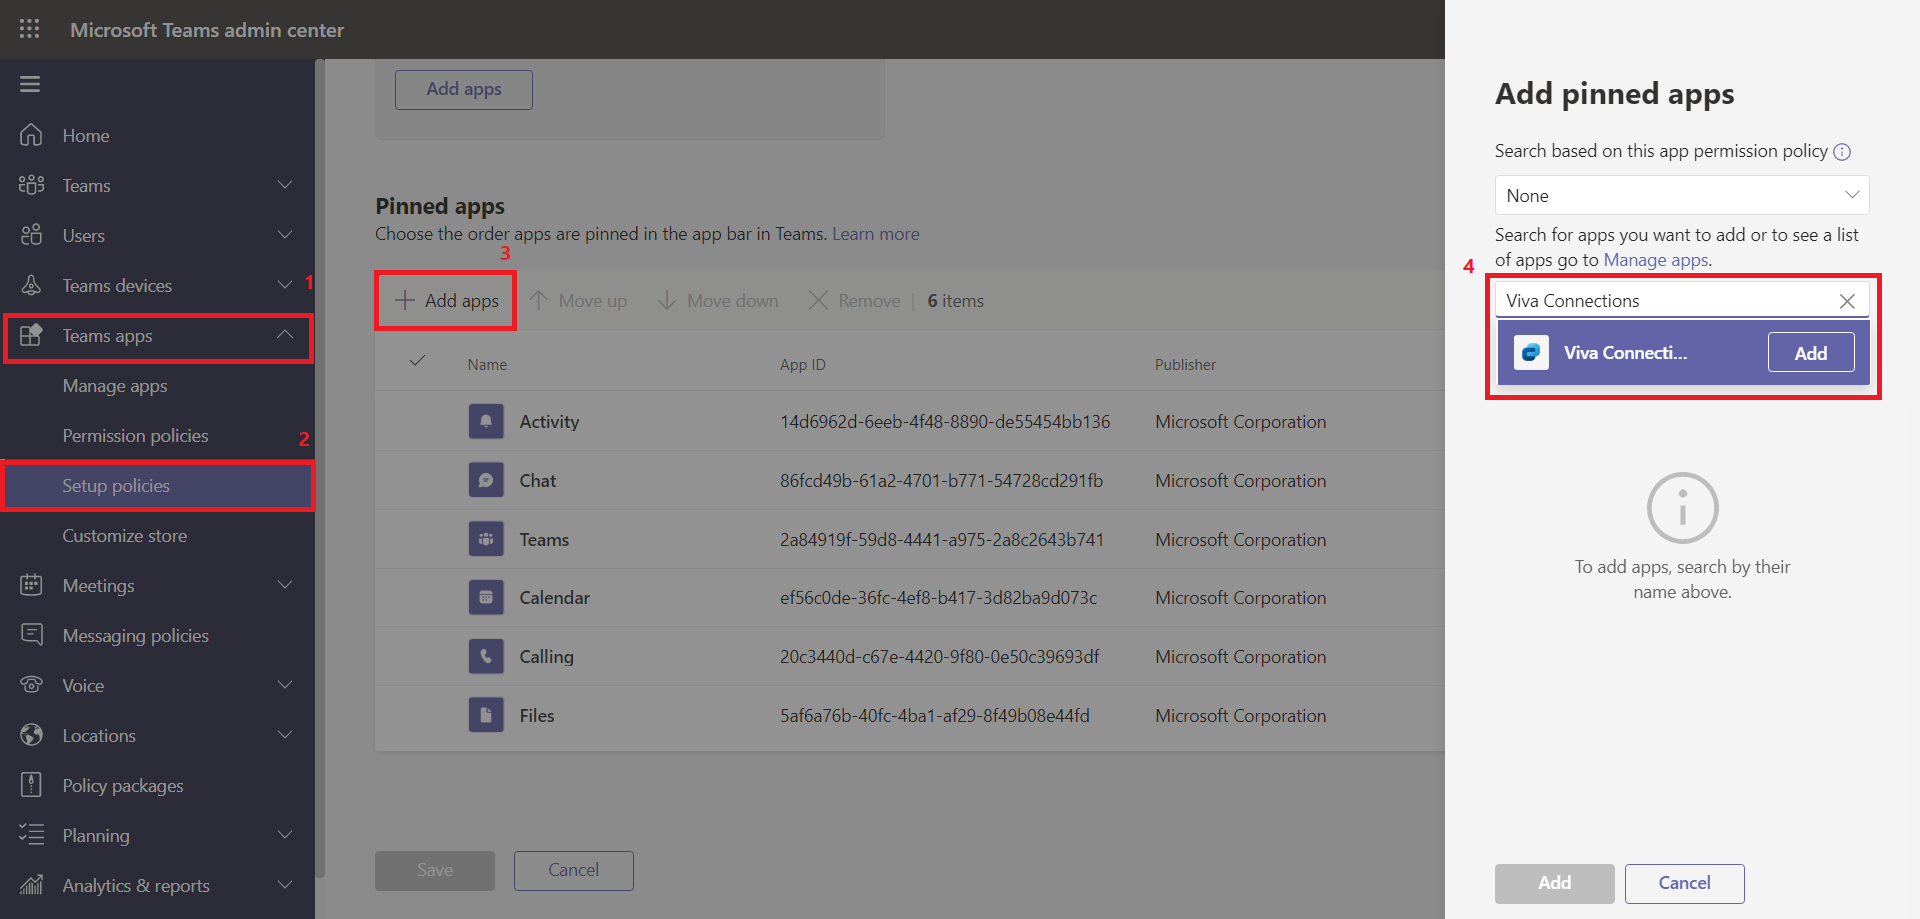 Microsoft Teams admin center
Home
Teams
Users
Teams devices
1
Teams apps
Manage apps
Permission policies
2
Setup policies
Customize store
Meetings
Messaging policies
Voice
Locations
Policy packages
Planning
Analytics & reports
Add apps
Pinned apps
Choose the order apps are pinned in the app bar in Teams. Learn more
3
Add apps Move up Move down Remove | 6 items
Name App ID Publisher
Activity 14d6962d-6eeb-4f48-8890-de55454bb136 Microsoft Corporation
Chat 86fcd49b-61a2-4701-b771-54728cd291fb Microsoft Corporation
Teams 2a84919f-59d8-4441-a975-2a8c2643b741 Microsoft Corporation
Calendar ef56c0de-36fc-4ef8-b417-3d82ba9d073c Microsoft Corporation
Calling 20c3440d-c67e-4420-9f80-0e50c39693df Microsoft Corporation
Files 5af6a76b-40fc-4ba1-af29-8f49b08e44fd Microsoft Corporation
Save Cancel
Add pinned apps
Search based on this app permission policy
None
Search for apps you want to add or to see a list
of apps go to Manage apps.
4
Viva Connections
Viva Connecti... Add
To add apps, search by their
name above.
Add Cancel